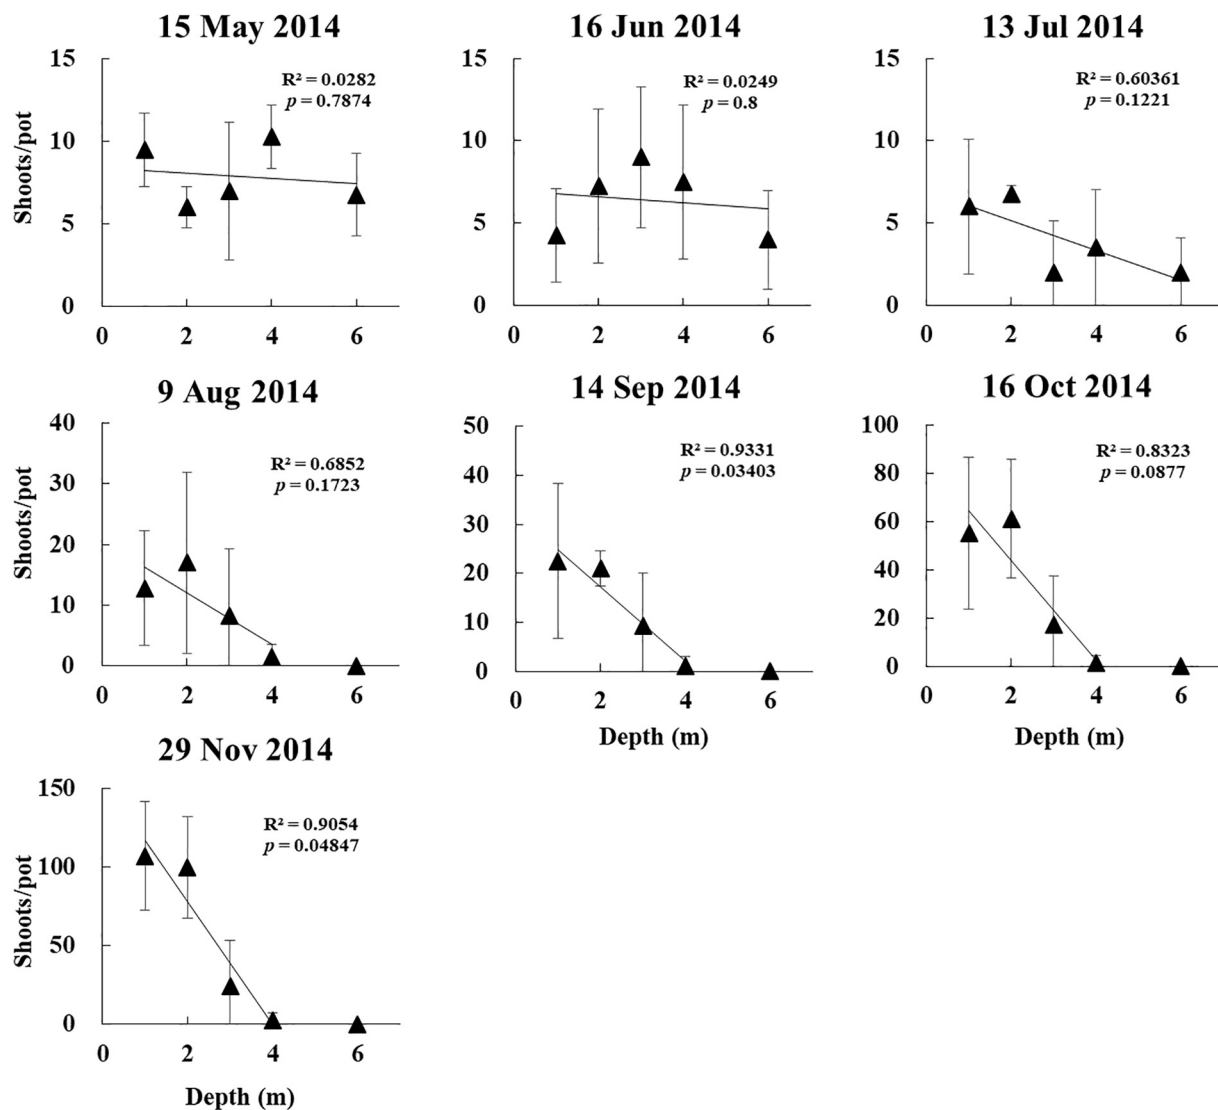 15 May 2014
R² = 0.0282
p = 0.7874
Shoots/pot
15
10
5
0
0 2 4 6
16 Jun 2014
R² = 0.0249
p = 0.8
15
10
5
0
0 2 4 6
13 Jul 2014
R² = 0.60361
p = 0.1221
15
10
5
0
0 2 4 6
9 Aug 2014
R² = 0.6852
p = 0.1723
Shoots/pot
40
30
20
10
0
0 2 4 6
14 Sep 2014
R² = 0.9331
p = 0.03403
50
40
30
20
10
0
0 2 4 6
Depth (m)
16 Oct 2014
R² = 0.8323
p = 0.0877
100
80
60
40
20
0
0 2 4 6
Depth (m)
29 Nov 2014
R² = 0.9054
p = 0.04847
Shoots/pot
150
100
50
0
0 2 4 6
Depth (m)